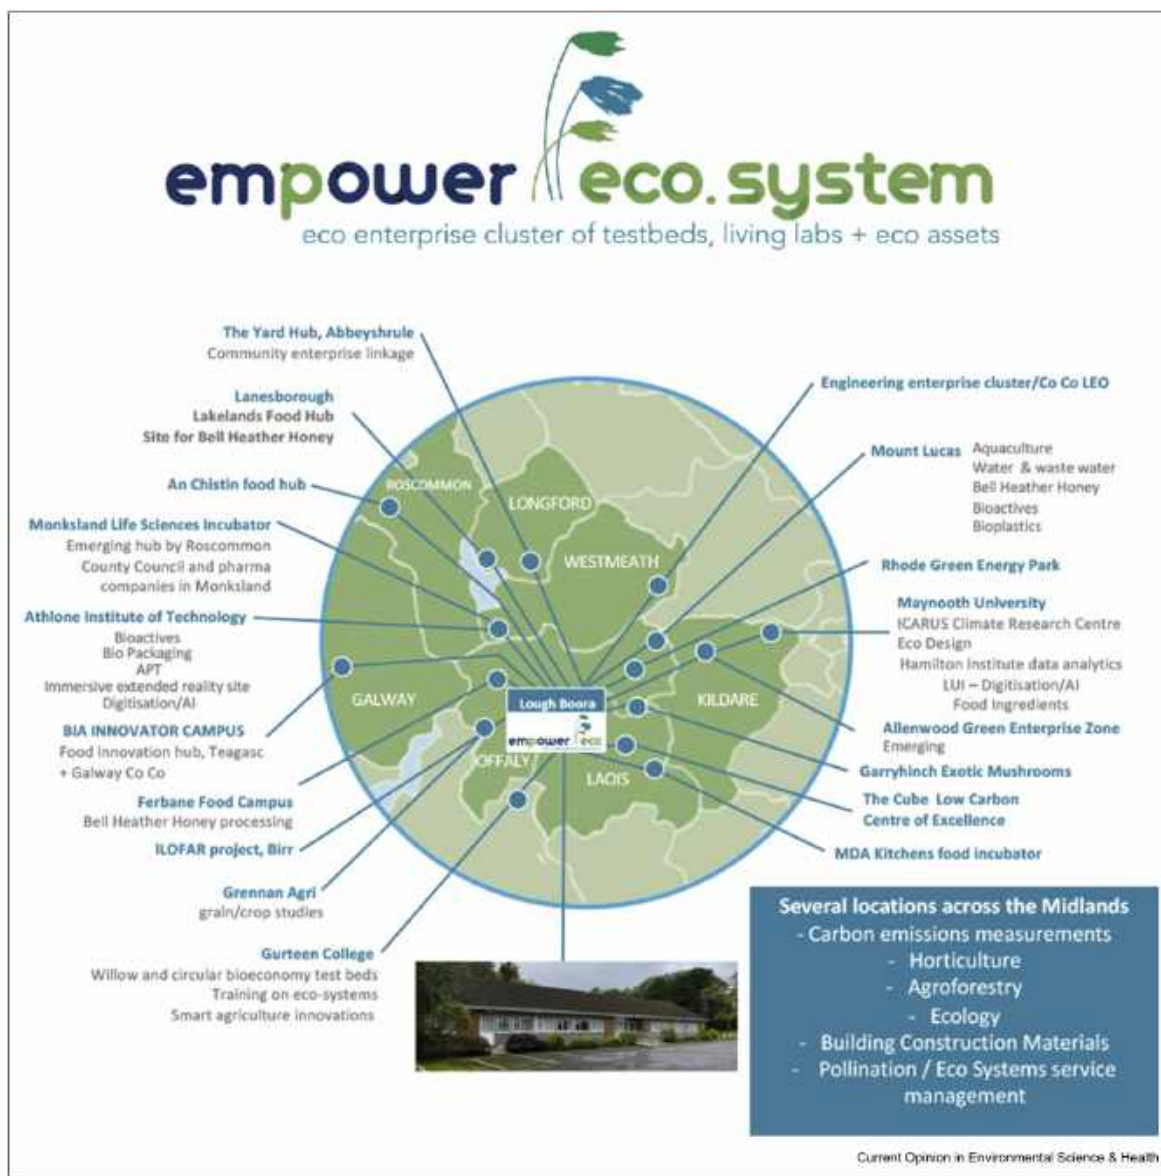 empower eco.system
eco enterprise cluster of testbeds, living labs + eco assets
The Yard Hub, Abbeyshrule
Community enterprise linkage
Lanesborough
Lakelands Food Hub
Site for Bell Heather Honey
An Chistin food hub
Monksland Life Sciences Incubator
Emerging hub by Roscommon
County Council and pharma
companies in Monksland
Athlone Institute of Technology
Bioactives
Bio Packaging
APT
Immersive extended reality site
Digitisation/AI
BIA INNOVATOR CAMPUS
Food innovation hub, Teagasc
+ Galway Co Co
Ferbane Food Campus
Bell Heather Honey processing
ILOFAR project, Birr
Grennan Agri
grain/crop studies
Gurteen College
Willow and circular bioeconomy test beds
Training on eco-systems
Smart agriculture innovations
ROSCOMMON
LONGFORD
WESTMEATH
GALWAY
KILDARE
Lough Boora
empower eco
OFFALY
LAOIS
Engineering enterprise cluster/Co Co LEO
Mount Lucas
Aquaculture
Water & waste water
Bell Heather Honey
Bioactives
Bioplastics
Rhode Green Energy Park
Maynooth University
ICARUS Climate Research Centre
Eco Design
Hamilton Institute data analytics
LUI – Digitisation/AI
Food Ingredients
Allenwood Green Enterprise Zone
Emerging
Garryhinch Exotic Mushrooms
The Cube Low Carbon
Centre of Excellence
MDA Kitchens food incubator
Several locations across the Midlands
- Carbon emissions measurements
- Horticulture
- Agroforestry
- Ecology
- Building Construction Materials
- Pollination / Eco Systems service
management
Current Opinion in Environmental Science & Health